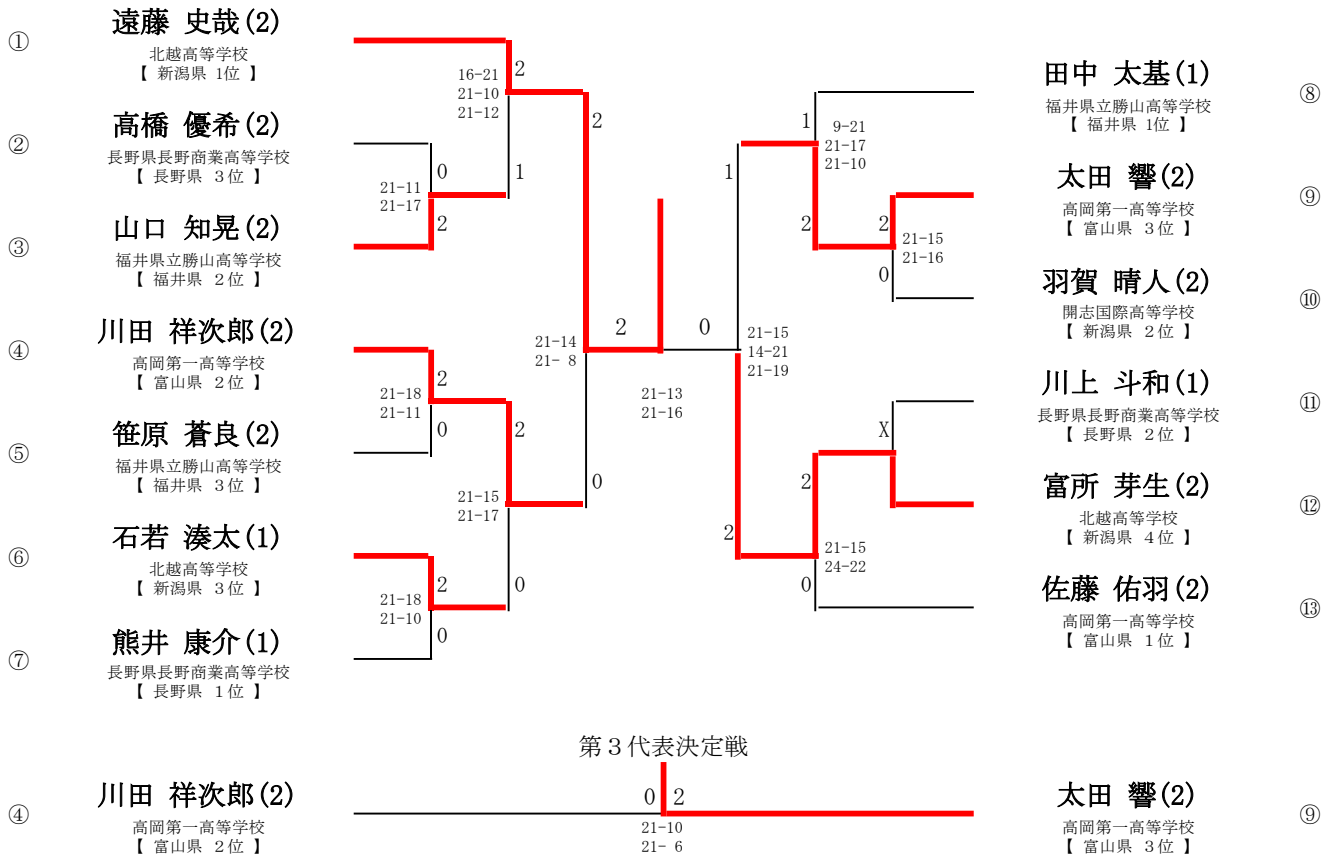 ①
遠藤 史哉(2)
北越高等学校
【 新潟県 1位 】
②
高橋 優希(2)
長野県長野商業高等学校
【 長野県 3位 】
③
山口 知晃(2)
福井県立勝山高等学校
【 福井県 2位 】
④
川田 祥次郎(2)
高岡第一高等学校
【 富山県 2位 】
⑤
笹原 蒼良(2)
福井県立勝山高等学校
【 福井県 3位 】
⑥
石若 湊太(1)
北越高等学校
【 新潟県 3位 】
⑦
熊井 康介(1)
長野県長野商業高等学校
【 長野県 1位 】
16-21
21-10
21-12
2
1
0
21-11
21-17
2
2
21-18
21-11
0
2
21-15
21-17
0
2
21-18
21-10
0
2
21-14
21- 8
0
2
0
21-13
21-16
1
21-15
14-21
21-19
2
1
9-21
21-17
21-10
2
2
21-15
21-16
0
X
2
21-15
24-22
0
田中 太基(1)
福井県立勝山高等学校
【 福井県 1位 】
⑧
太田 響(2)
高岡第一高等学校
【 富山県 3位 】
⑨
羽賀 晴人(2)
開志国際高等学校
【 新潟県 2位 】
⑩
川上 斗和(1)
長野県長野商業高等学校
【 長野県 2位 】
⑪
富所 芽生(2)
北越高等学校
【 新潟県 4位 】
⑫
佐藤 佑羽(2)
高岡第一高等学校
【 富山県 1位 】
⑬
第3代表決定戦
④
川田 祥次郎(2)
高岡第一高等学校
【 富山県 2位 】
0 2
21-10
21- 6
太田 響(2)
高岡第一高等学校
【 富山県 3位 】
⑨